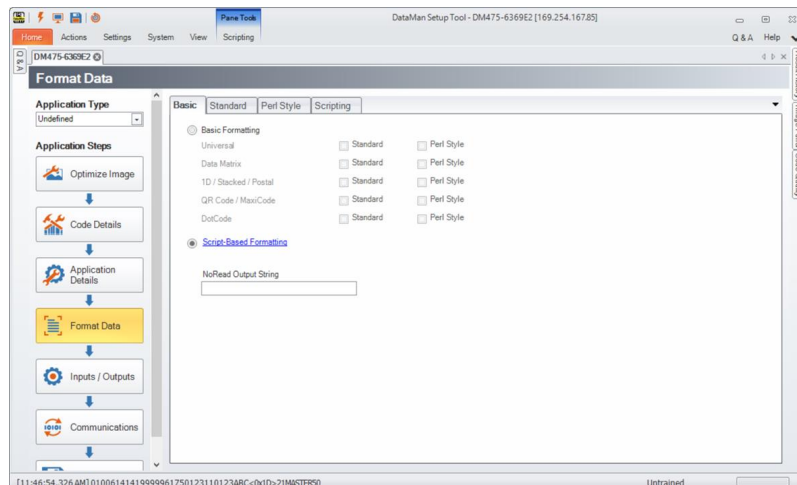 Pane Tools
DataMan Setup Tool - DM475-6369E2 [169.254.167.85]
Home Actions Settings System View Scripting Q & A Help
Q & A
DM475-6369E2
Format Data
Application Type
Undefined
Application Steps
Optimize Image
Code Details
Application
Details
Format Data
Inputs / Outputs
Communications
Basic Standard Perl Style Scripting
Basic Formatting
Universal Standard Perl Style
Data Matrix Standard Perl Style
1D / Stacked / Postal Standard Perl Style
QR Code / MaxiCode Standard Perl Style
DotCode Standard Perl Style
Script-Based Formatting
NoRead Output String
[11:46:54.326 AM] 01006141419999961750123110123ABC<0x1D>21MASTER50
Untrained